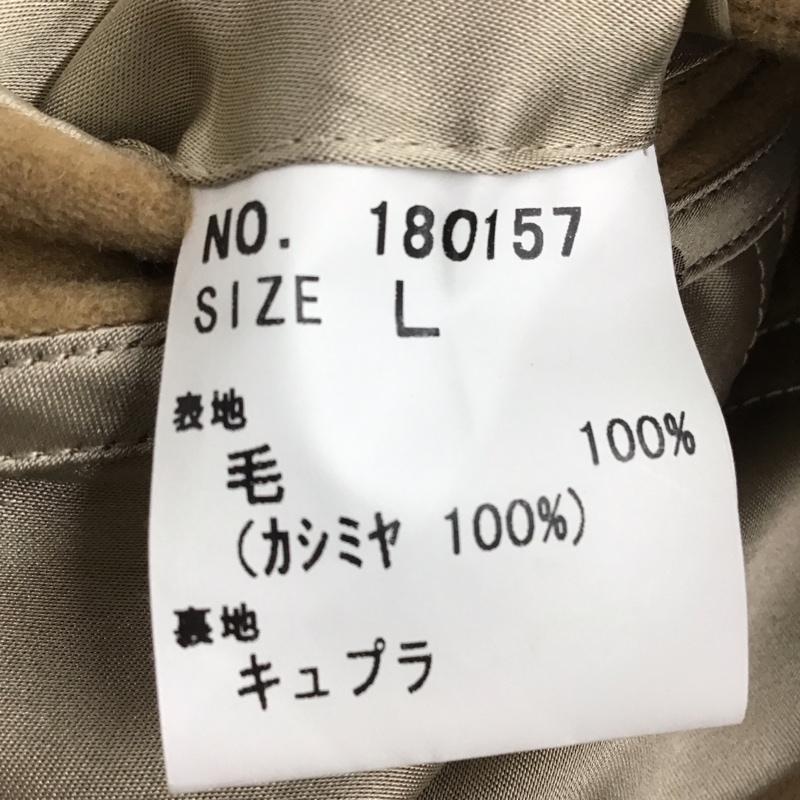 NO. 180157
SIZE L
表地
毛 100%
(カシミヤ 100%)
裏地
キュプラ